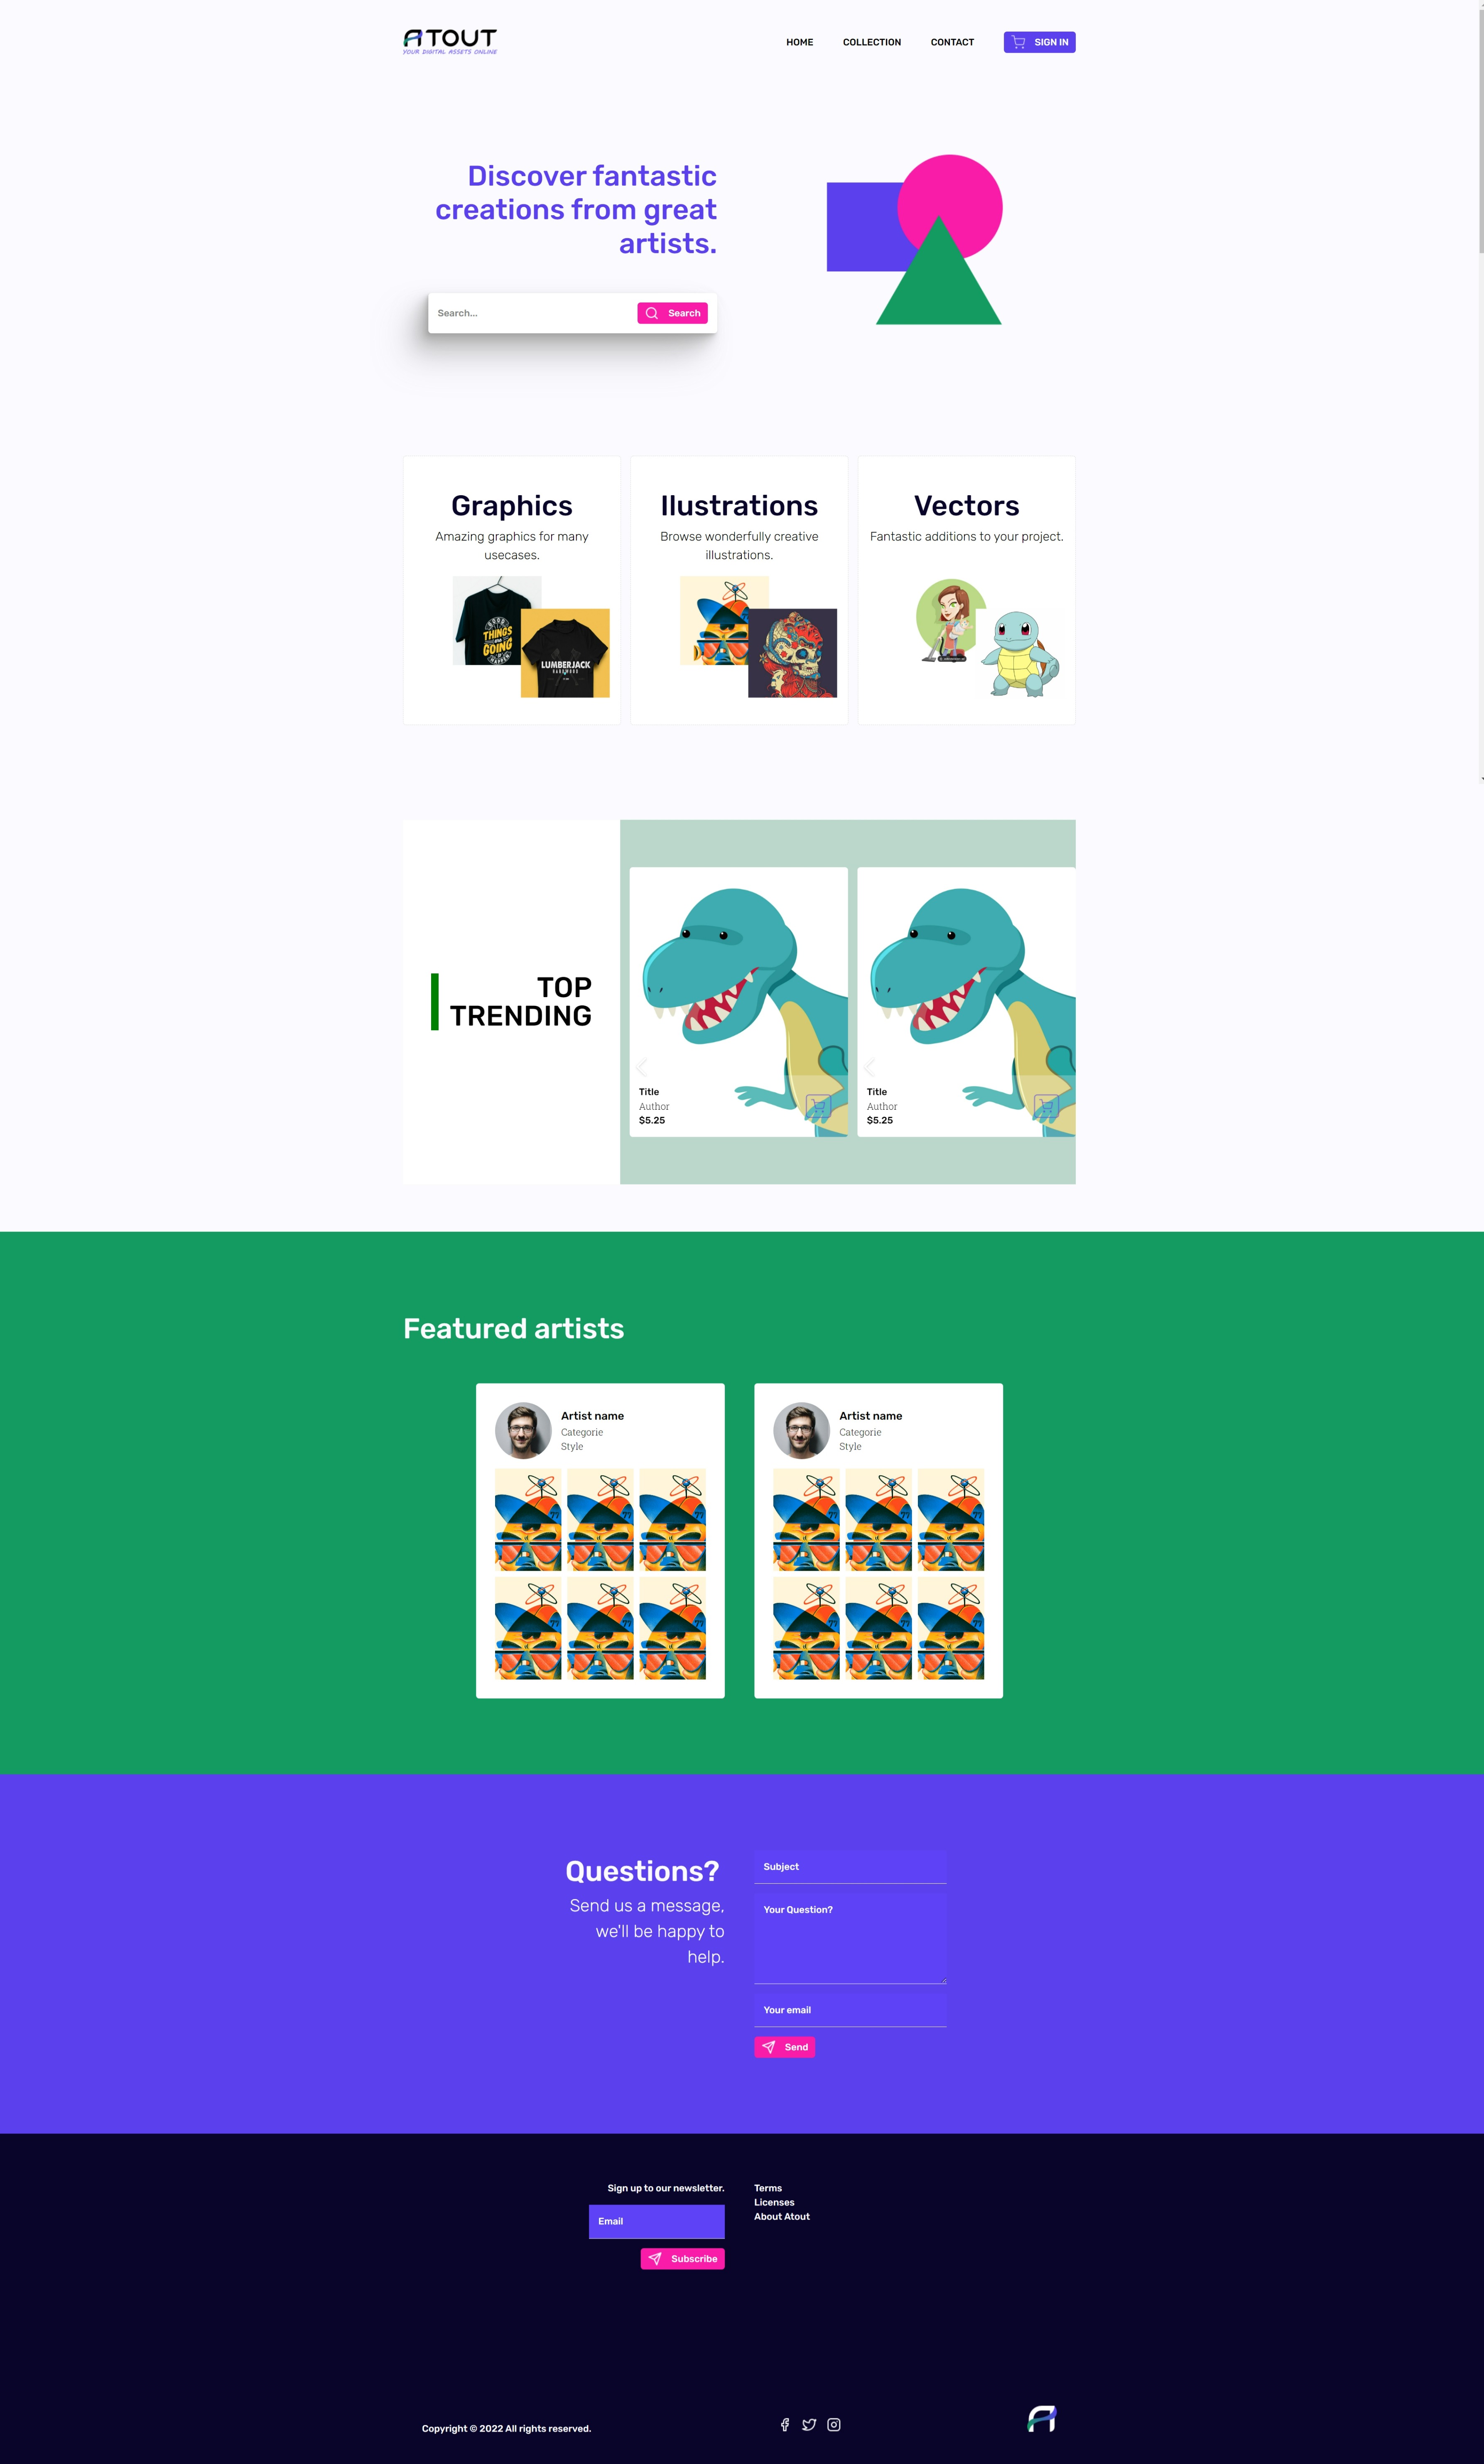 ATOUT
YOUR DIGITAL ASSETS ONLINE
HOME
COLLECTION
CONTACT
SIGN IN
Discover fantastic
creations from great
artists.
Search...
Search
Graphics
Amazing graphics for many
usecases.
THINGS
GOING
LUMBERJACK
Ilustrations
Browse wonderfully creative
illustrations.
Vectors
Fantastic additions to your project.
TOP
TRENDING
Title
Author
$5.25
Title
Author
$5.25
Featured artists
Artist name
Categorie
Style
Artist name
Categorie
Style
Questions?
Send us a message,
we'll be happy to
help.
Subject
Your Question?
Your email
Send
Sign up to our newsletter.
Email
Subscribe
Terms
Licenses
About Atout
Copyright © 2022 All rights reserved.